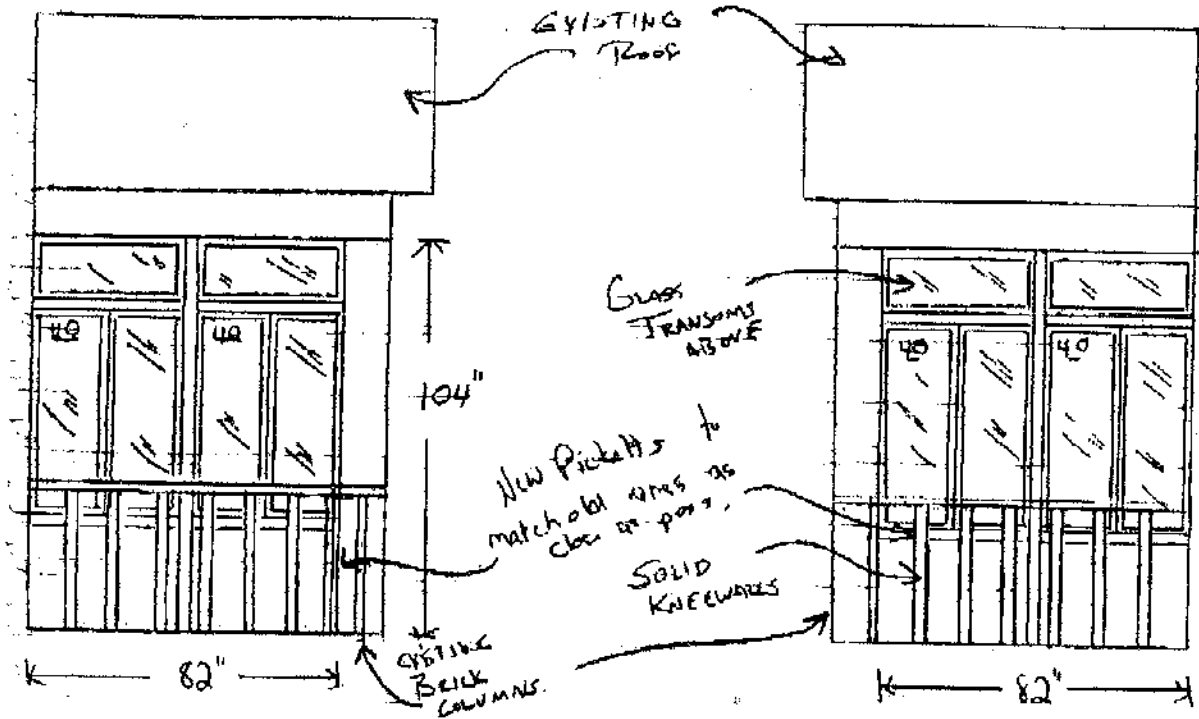 EXISTING
Roof
40
40
104"
GLASS
TRANSOMS
ABOVE
40
40
New Picketts to
match old ones as
close as poss.
SOLID
KNEEWALLS
EXISTING
BRICK
COLUMNS.
82"
82"